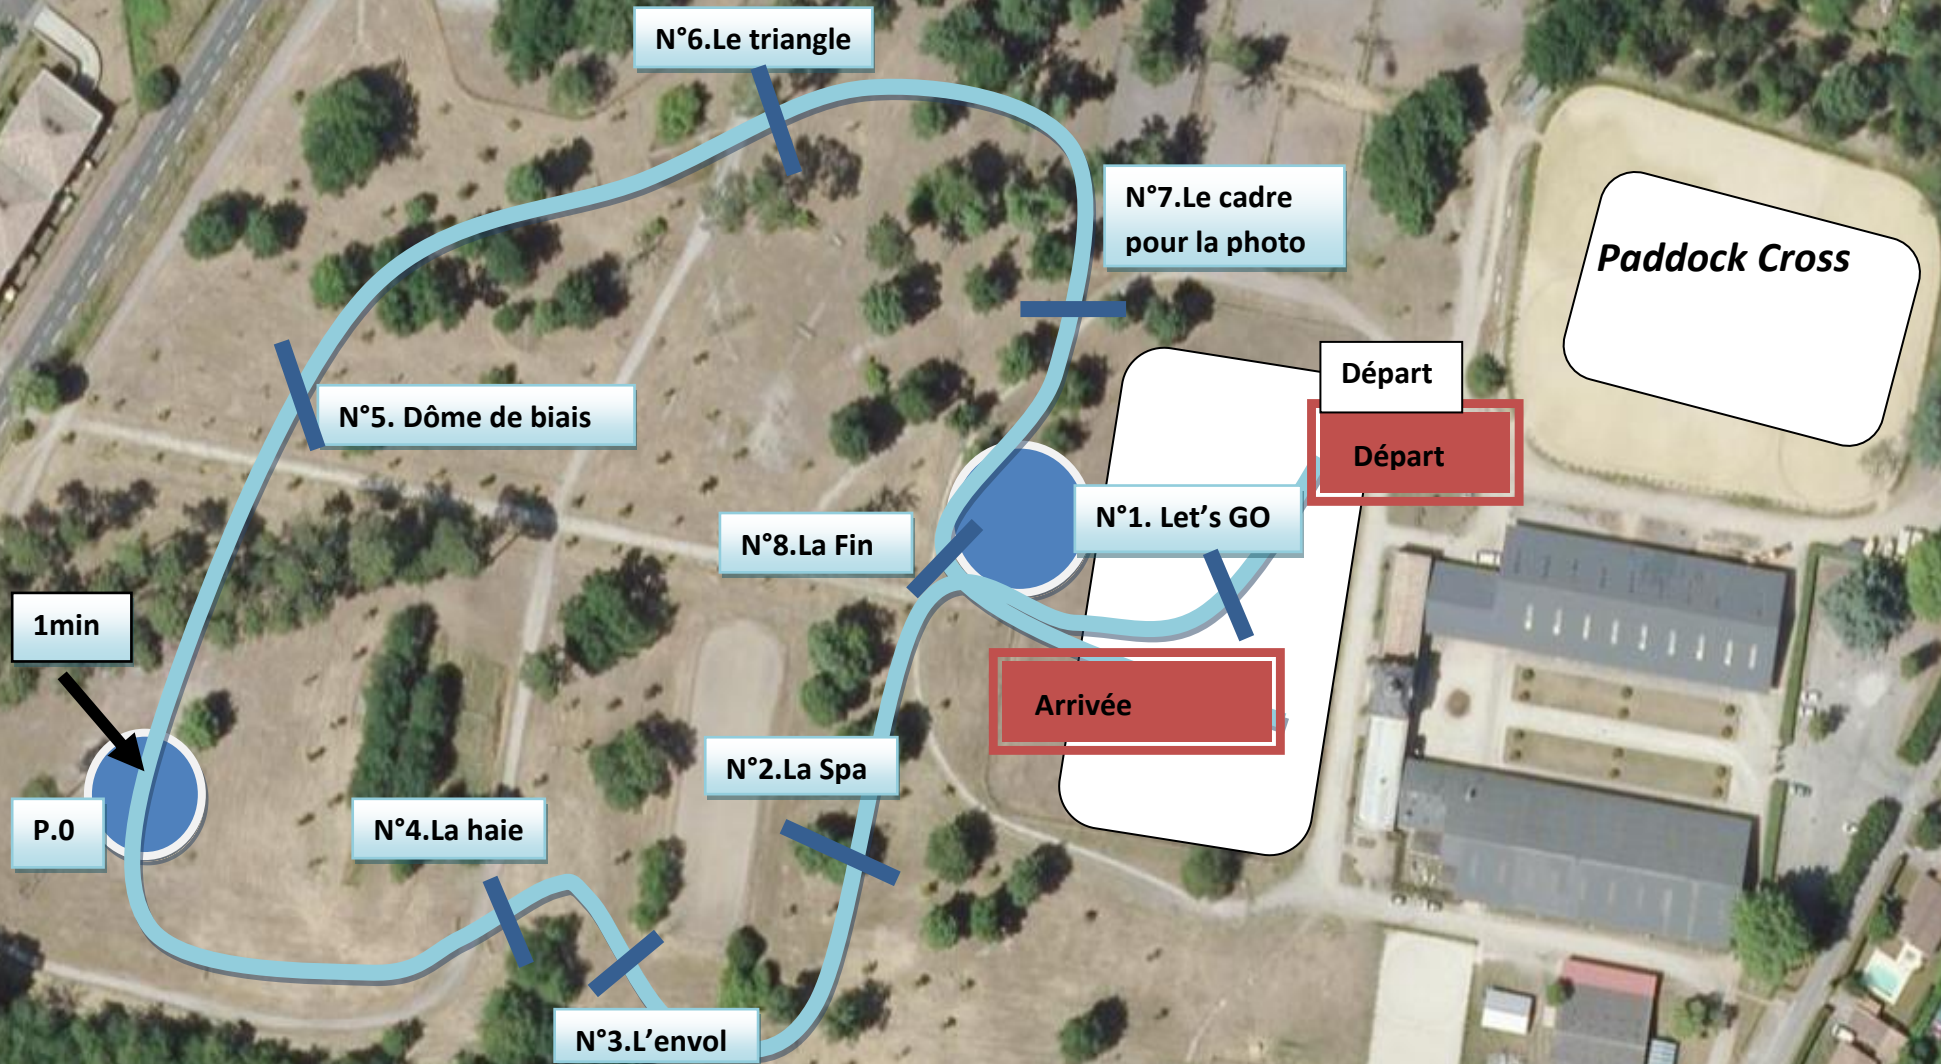 N°6.Le triangle
N°7.Le cadre
pour la photo
Paddock Cross
Départ
Départ
N°5. Dôme de biais
N°1. Let's GO
N°8.La Fin
1min
Arrivée
N°2.La Spa
P.0
N°4.La haie
N°3.L'envol